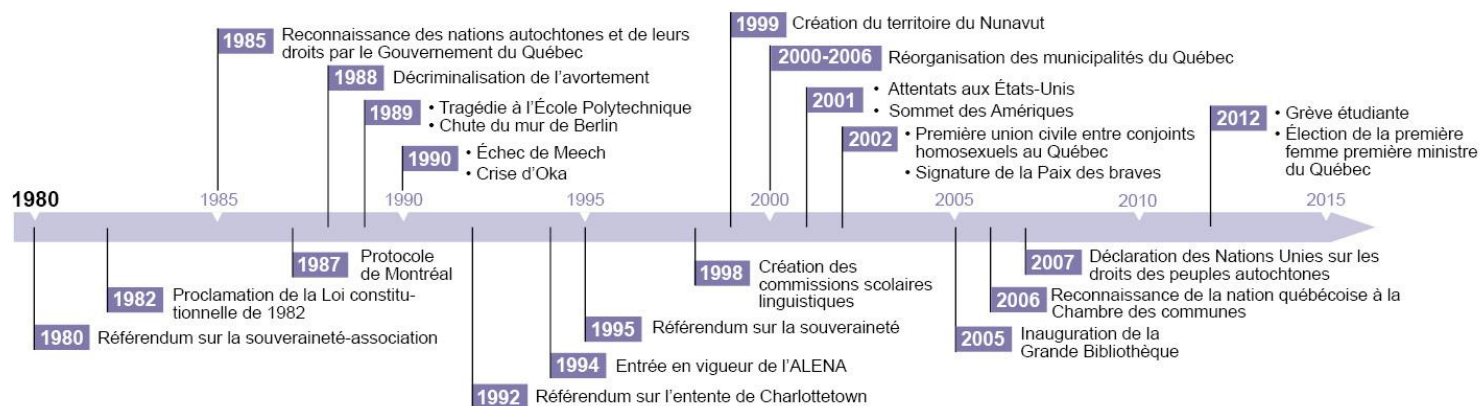 1985
Reconnaissance des nations autochtones et de leurs
droits par le Gouvernement du Québec
1988
Décriminalisation de l'avortement
1989
• Tragédie à l'École Polytechnique
• Chute du mur de Berlin
1990
• Échec de Meech
• Crise d'Oka
1999
Création du territoire du Nunavut
2000-2006
Réorganisation des municipalités du Québec
2001
• Attentats aux États-Unis
• Sommet des Amériques
2002
• Première union civile entre conjoints
homosexuels au Québec
• Signature de la Paix des braves
2012
• Grève étudiante
• Élection de la première
femme première ministre
du Québec
1980
1985
1990
1995
2000
2005
2010
2015
1987
Protocole
de Montréal
1982
Proclamation de la Loi constitu-
tionnelle de 1982
1980
Référendum sur la souveraineté-association
1998
Création des
commissions scolaires
linguistiques
1995
Référendum sur la souveraineté
1994
Entrée en vigueur de l'ALENA
1992
Référendum sur l'entente de Charlottetown
2007
Déclaration des Nations Unies sur les
droits des peuples autochtones
2006
Reconnaissance de la nation québécoise à la
Chambre des communes
2005
Inauguration de la
Grande Bibliothèque